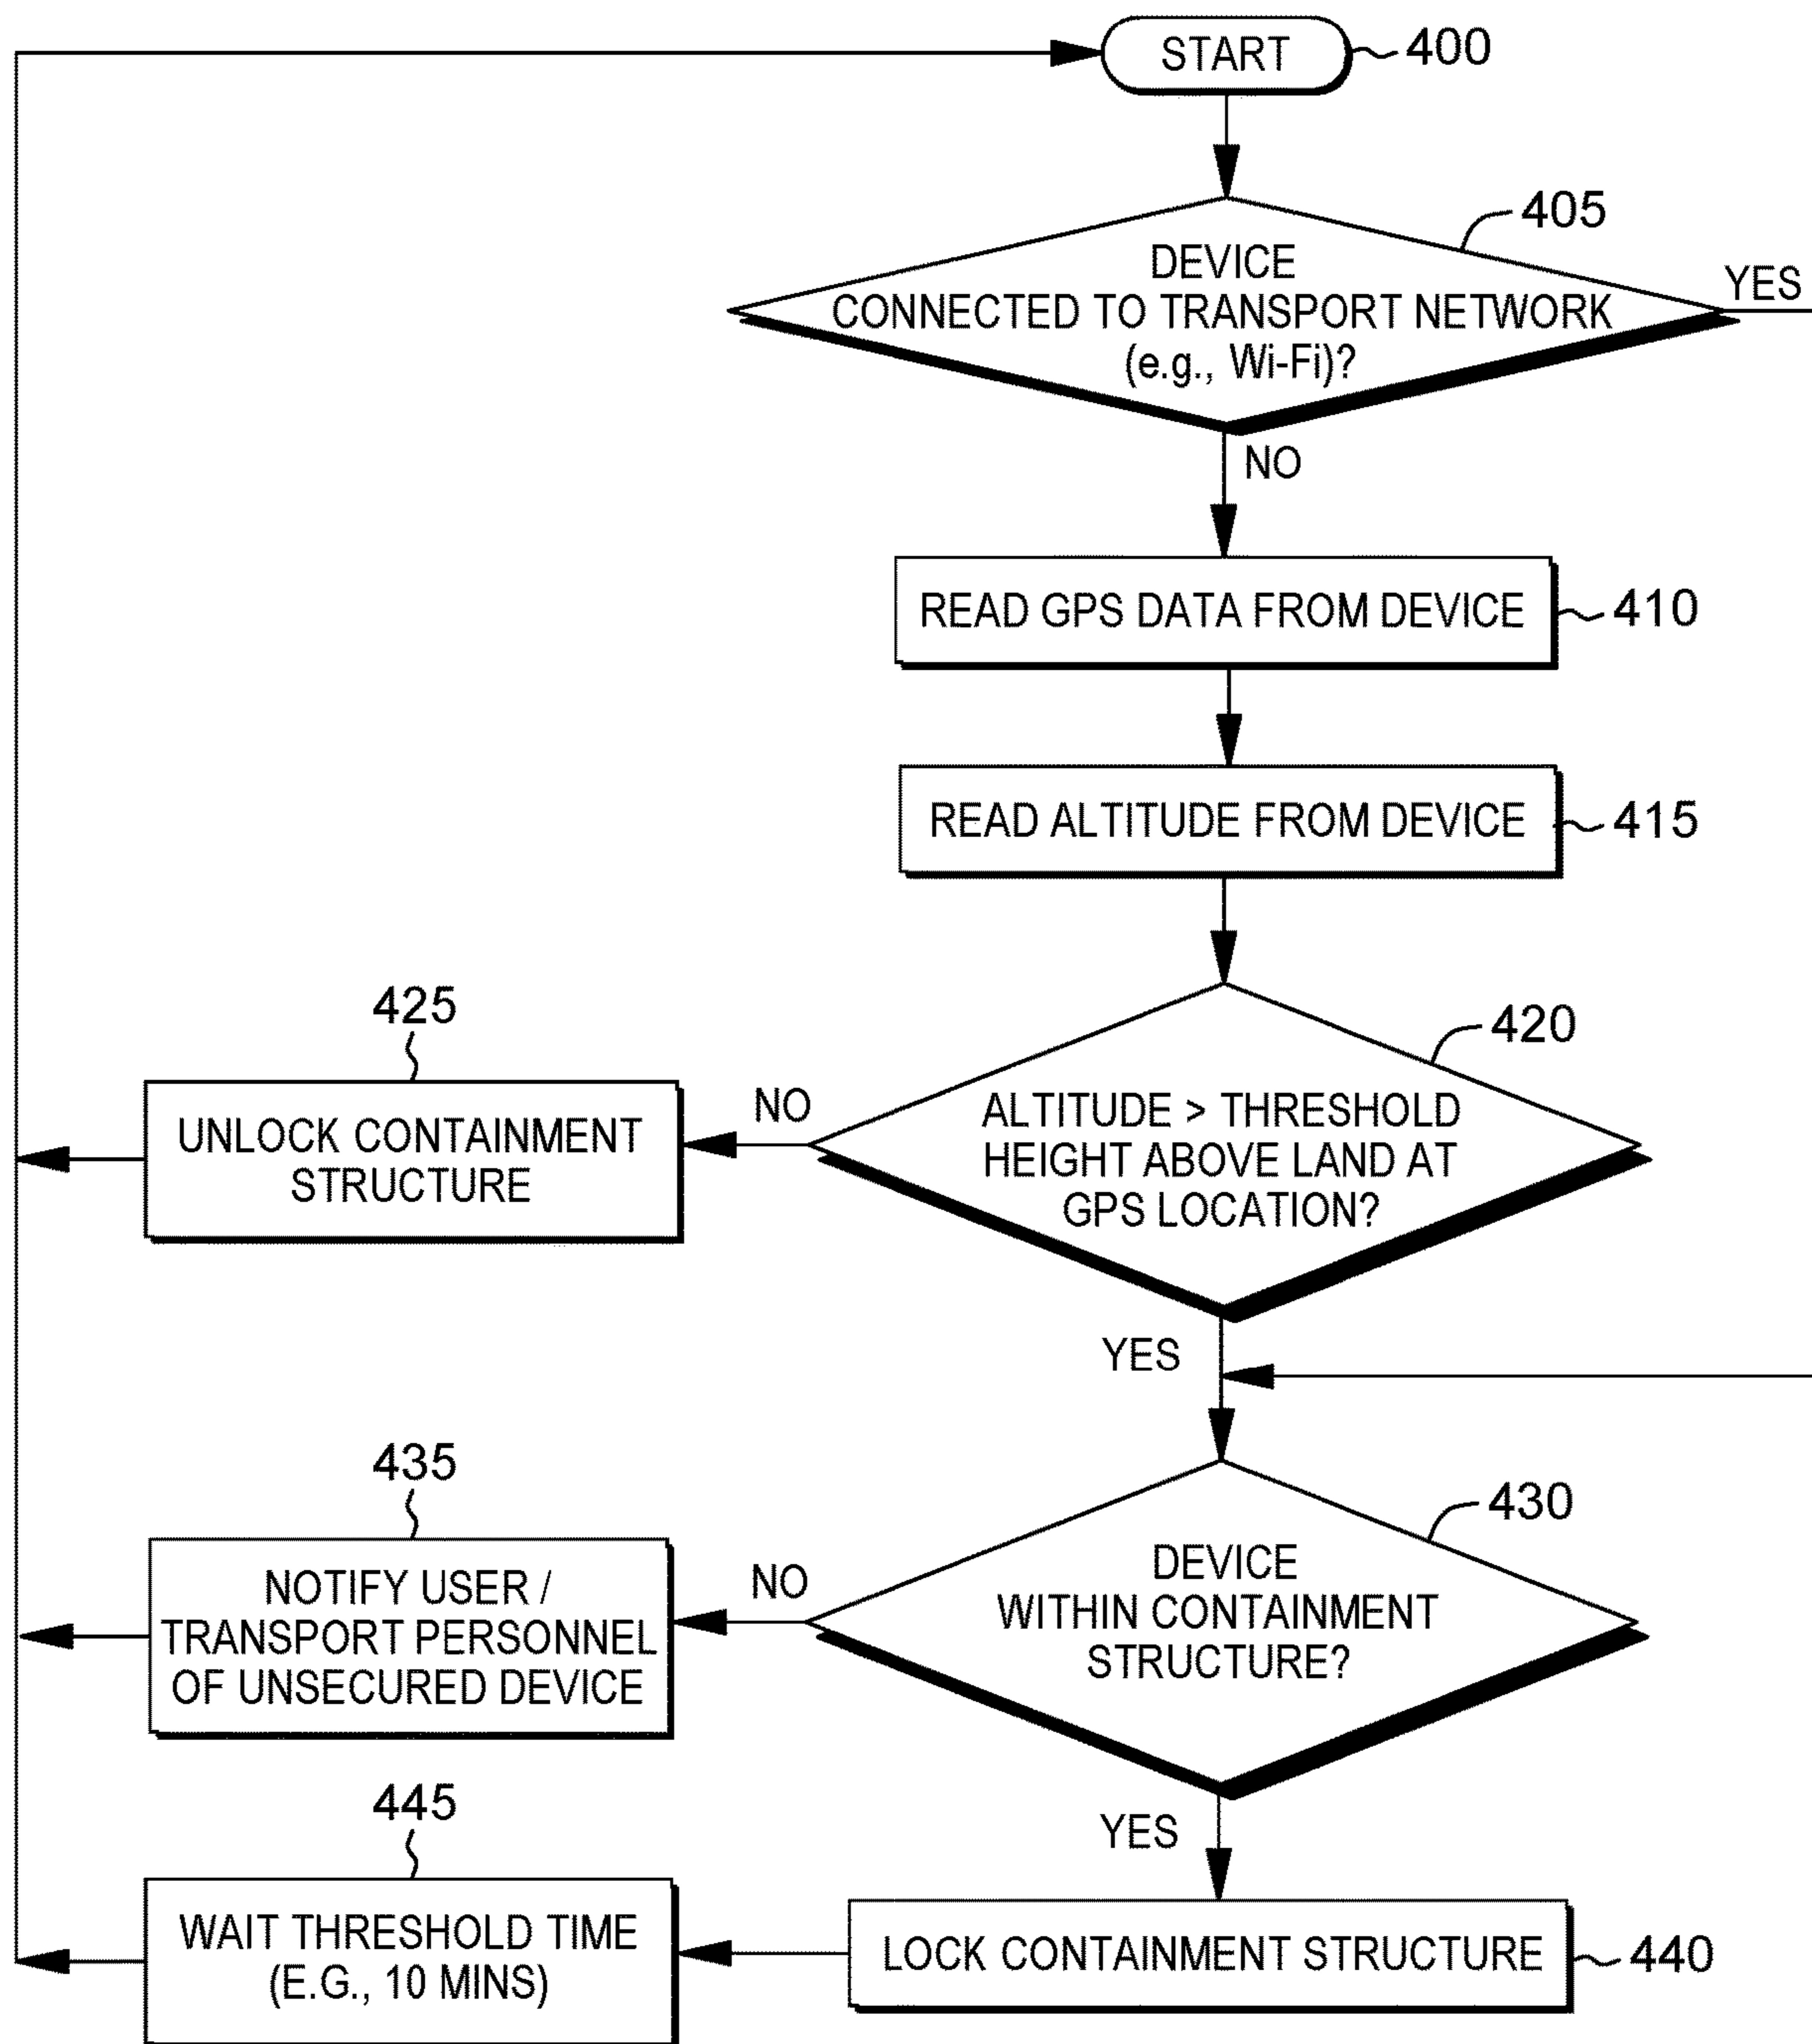 START
400
405
DEVICE
CONNECTED TO TRANSPORT NETWORK
(e.g., Wi-Fi)?
YES
NO
READ GPS DATA FROM DEVICE
410
READ ALTITUDE FROM DEVICE
415
420
ALTITUDE > THRESHOLD
HEIGHT ABOVE LAND AT
GPS LOCATION?
NO
425
UNLOCK CONTAINMENT
STRUCTURE
YES
430
DEVICE
WITHIN CONTAINMENT
STRUCTURE?
NO
435
NOTIFY USER /
TRANSPORT PERSONNEL
OF UNSECURED DEVICE
YES
LOCK CONTAINMENT STRUCTURE
440
445
WAIT THRESHOLD TIME
(E.G., 10 MINS)